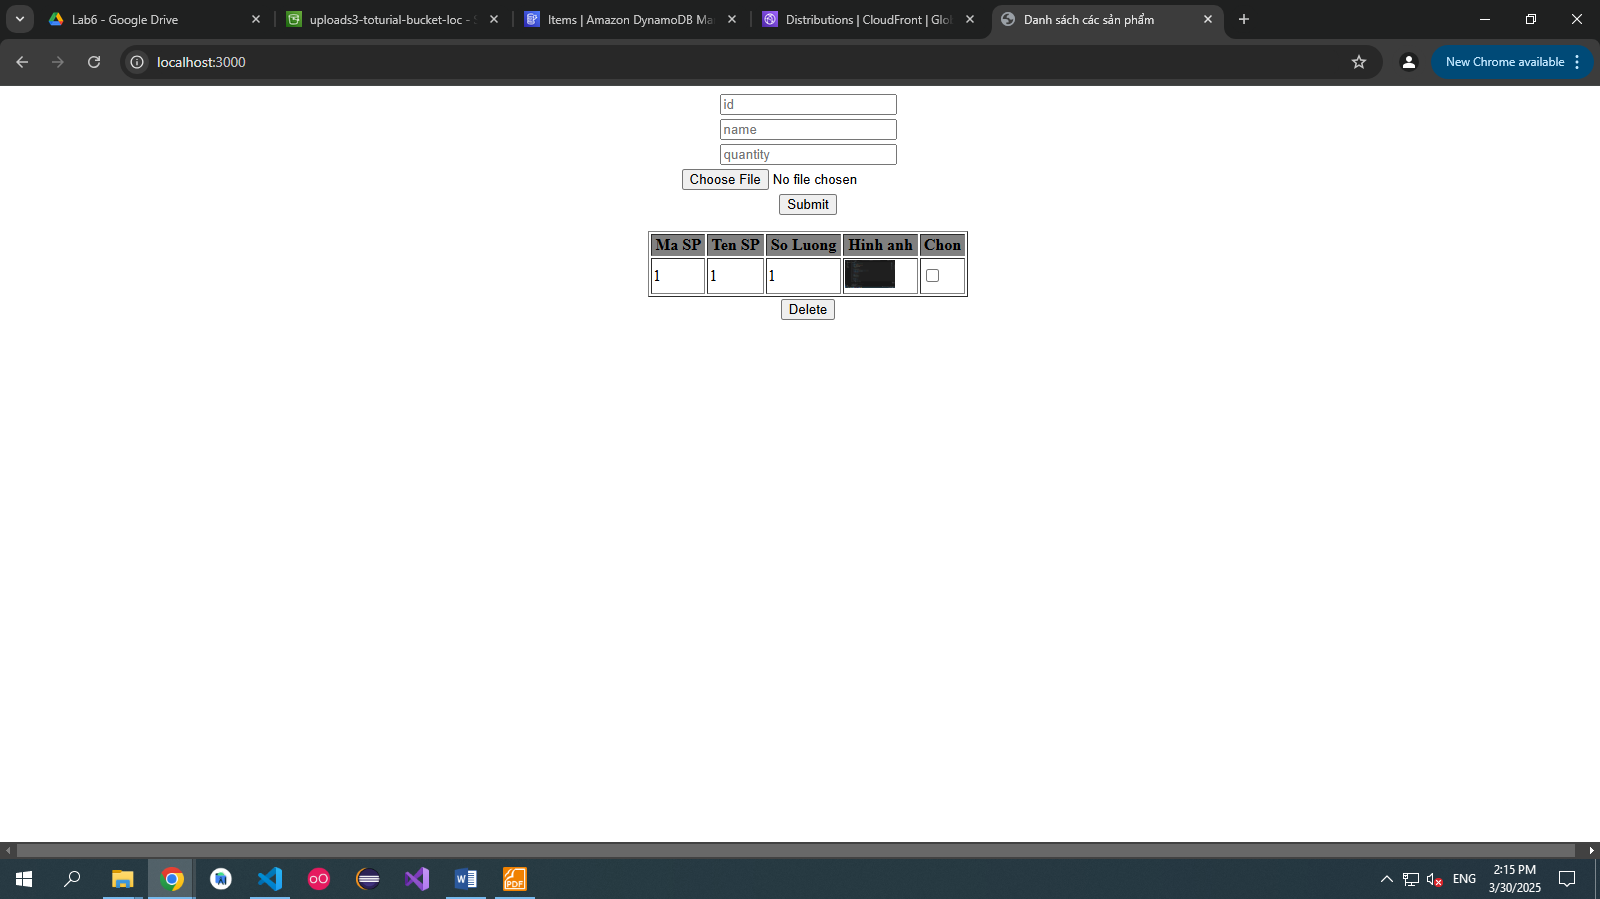 Lab6 - Google Drive
uploads3-toturial-bucket-loc -
Items | Amazon DynamoDB Ma
Distributions | CloudFront | Glo
Danh sách các sản phẩm
localhost:3000
New Chrome available
id
name
quantity
Choose File No file chosen
Submit
Ma SP Ten SP So Luong Hinh anh Chon
1 1 1
Delete
ENG
2:15 PM
3/30/2025
PDF